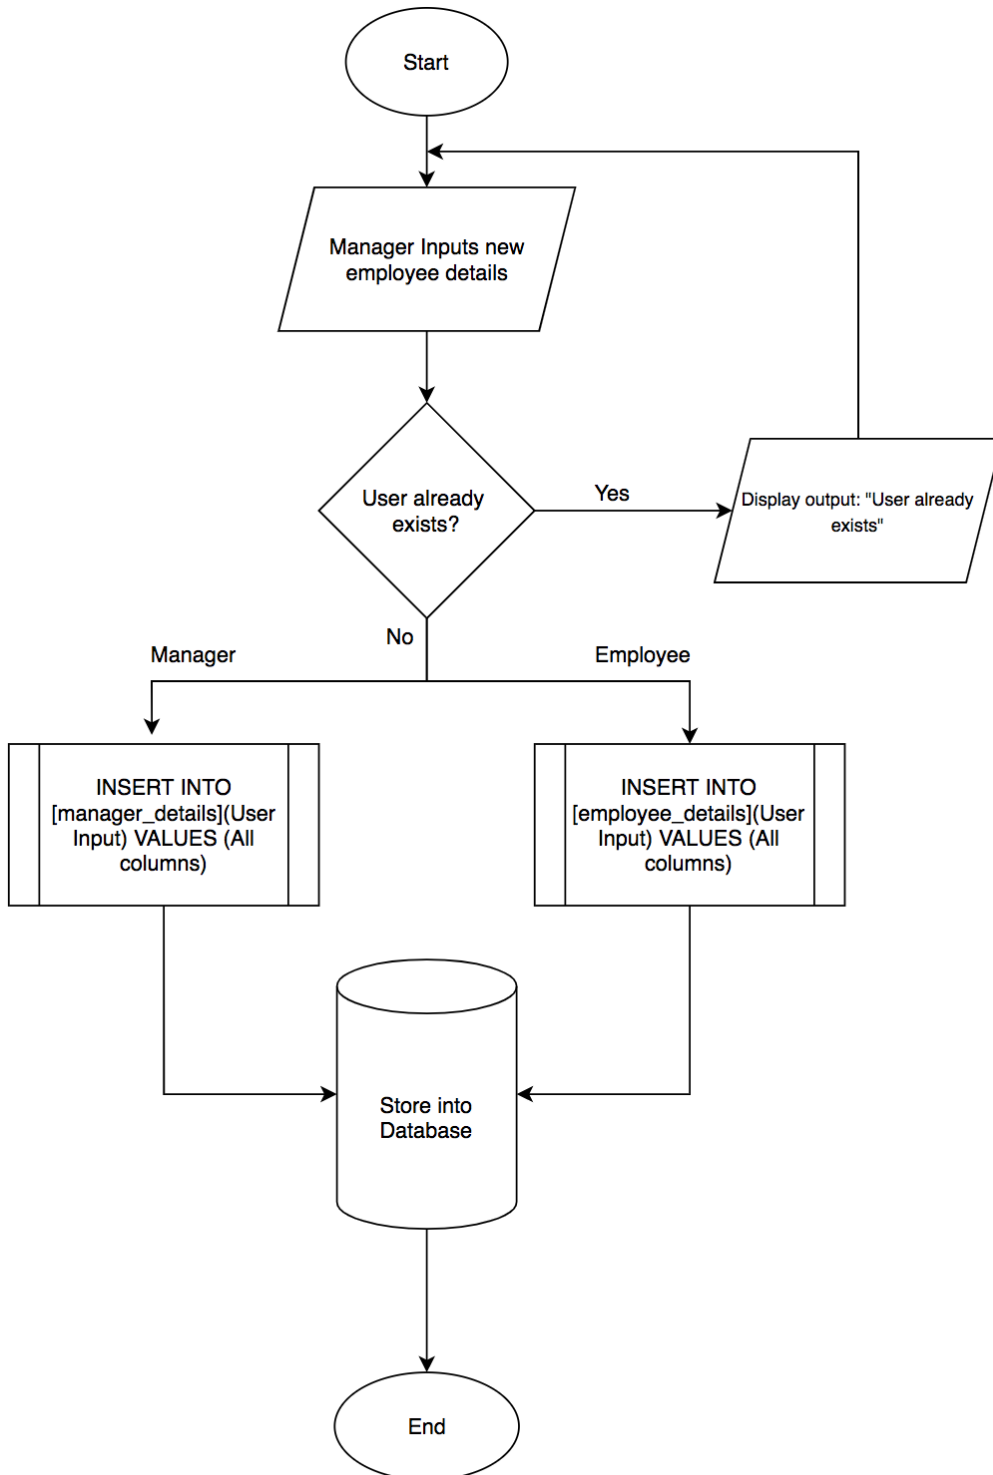 Start
Manager Inputs new
employee details
User already
exists?
Yes
Display output: "User already
exists"
No
Manager
Employee
INSERT INTO
[manager_details](User
Input) VALUES (All
columns)
INSERT INTO
[employee_details](User
Input) VALUES (All
columns)
Store into
Database
End